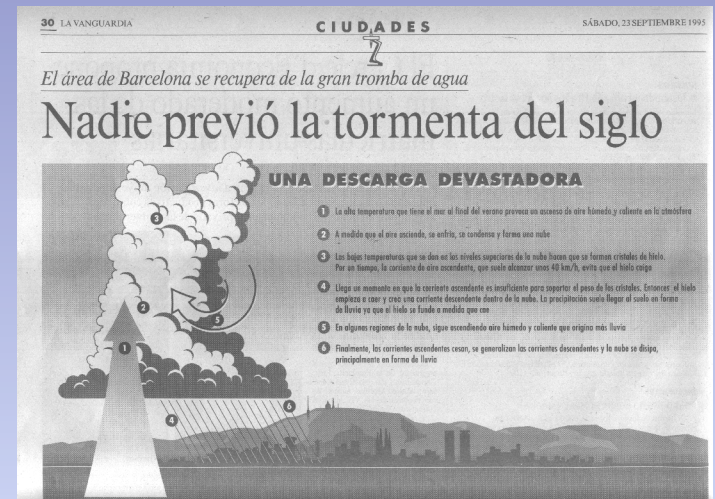 30 LA VANGUARDIA
CIUDADES
SÁBADO, 23 SEPTIEMBRE 1995
El área de Barcelona se recupera de la gran tromba de agua
Nadie previó la tormenta del siglo
UNA DESCARGA DEVASTADORA
1 La alta temperatura que tiene el mar al final del verano provoca un ascenso de aire húmedo y caliente en la atmósfera
2 A medida que el aire asciende, se enfría, se condensa y forma una nube
3 Las bajas temperaturas que se dan en los niveles superiores de la nube hacen que se formen cristales de hielo.
Por un tiempo, la corriente de aire ascendente, que suele alcanzar unos 40 km/h, evita que el hielo caiga
4 Llega un momento en que la corriente ascendente es insuficiente para soportar el peso de los cristales. Entonces el hielo
empieza a caer y crea una corriente descendente dentro de la nube. La precipitación suele llegar al suelo en forma
de lluvia ya que el hielo se funde a medida que cae
5 En algunas regiones de la nube, sigue ascendiendo aire húmedo y caliente que origina más lluvia
6 Finalmente, las corrientes ascendentes cesan, se generalizan las corrientes descendentes y la nube se disipa,
principalmente en forma de lluvia
3
2
5
1
4
6